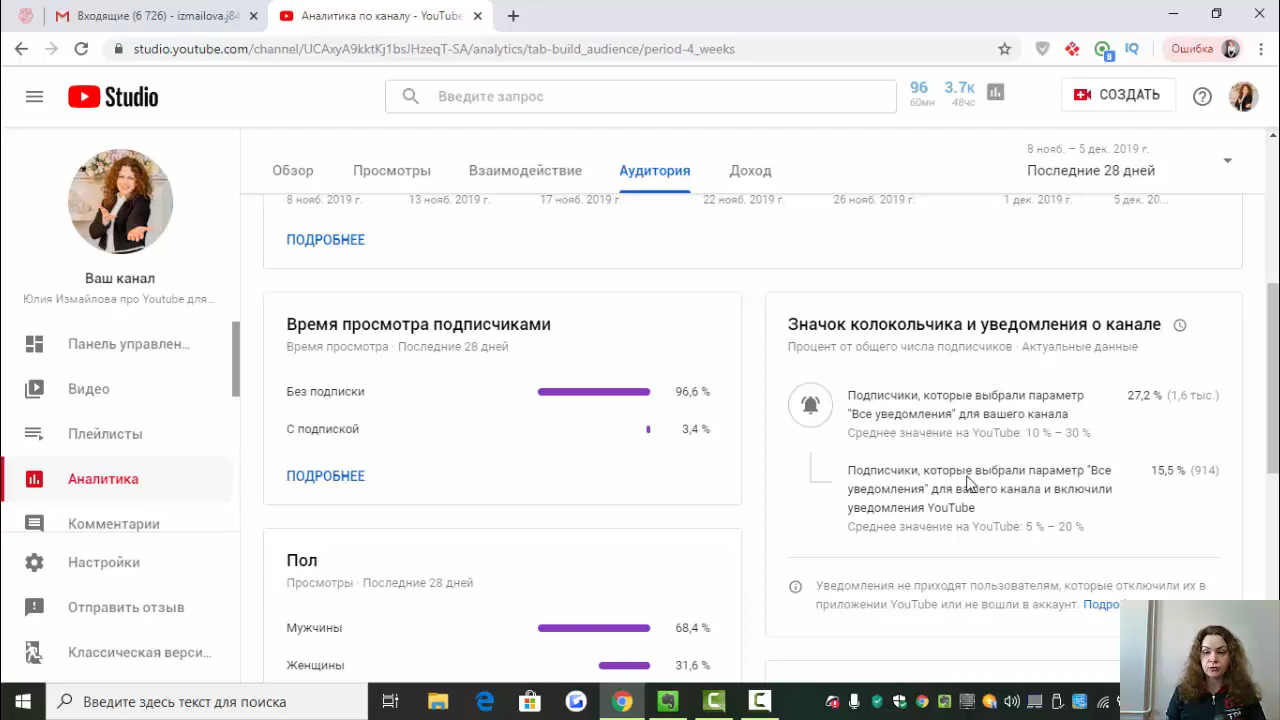 Входящие (6 726) - izmailova.j84
Аналитика по каналу - YouTube
studio.youtube.com/channel/UCAxyA9kktKj1bsJHzeqT-SA/analytics/tab-build_audience/period-4_weeks
8
IQ
Ошибка
Studio
Введите запрос
96
60мн
3.7к
48чс
СОЗДАТЬ
Обзор
Просмотры
Взаимодействие
Аудитория
Доход
8 нояб. – 5 дек. 2019 г.
Последние 28 дней
Ваш канал
Юлия Измайлова про Youtube для...
Панель управлен...
Видео
Плейлисты
Аналитика
Комментарии
Настройки
Отправить отзыв
Классическая верси...
8 нояб. 2019 г.
13 нояб. 2019 г.
17 нояб. 2019 г.
22 нояб. 2019 г.
26 нояб. 2019 г.
1 дек. 2019 г.
5 дек. 20...
ПОДРОБНЕЕ
Время просмотра подписчиками
Время просмотра · Последние 28 дней
Без подписки 96,6 %
С подпиской 3,4 %
ПОДРОБНЕЕ
Пол
Просмотры · Последние 28 дней
Мужчины 68,4 %
Женщины 31,6 %
Значок колокольчика и уведомления о канале
Процент от общего числа подписчиков · Актуальные данные
Подписчики, которые выбрали параметр 27,2 % (1,6 тыс.)
"Все уведомления" для вашего канала
Среднее значение на YouTube: 10 % – 30 %
Подписчики, которые выбрали параметр "Все 15,5 % (914)
уведомления" для вашего канала и включили
уведомления YouTube
Среднее значение на YouTube: 5 % – 20 %
Уведомления не приходят пользователям, которые отключили их в
приложении YouTube или не вошли в аккаунт. Подро
Введите здесь текст для поиска